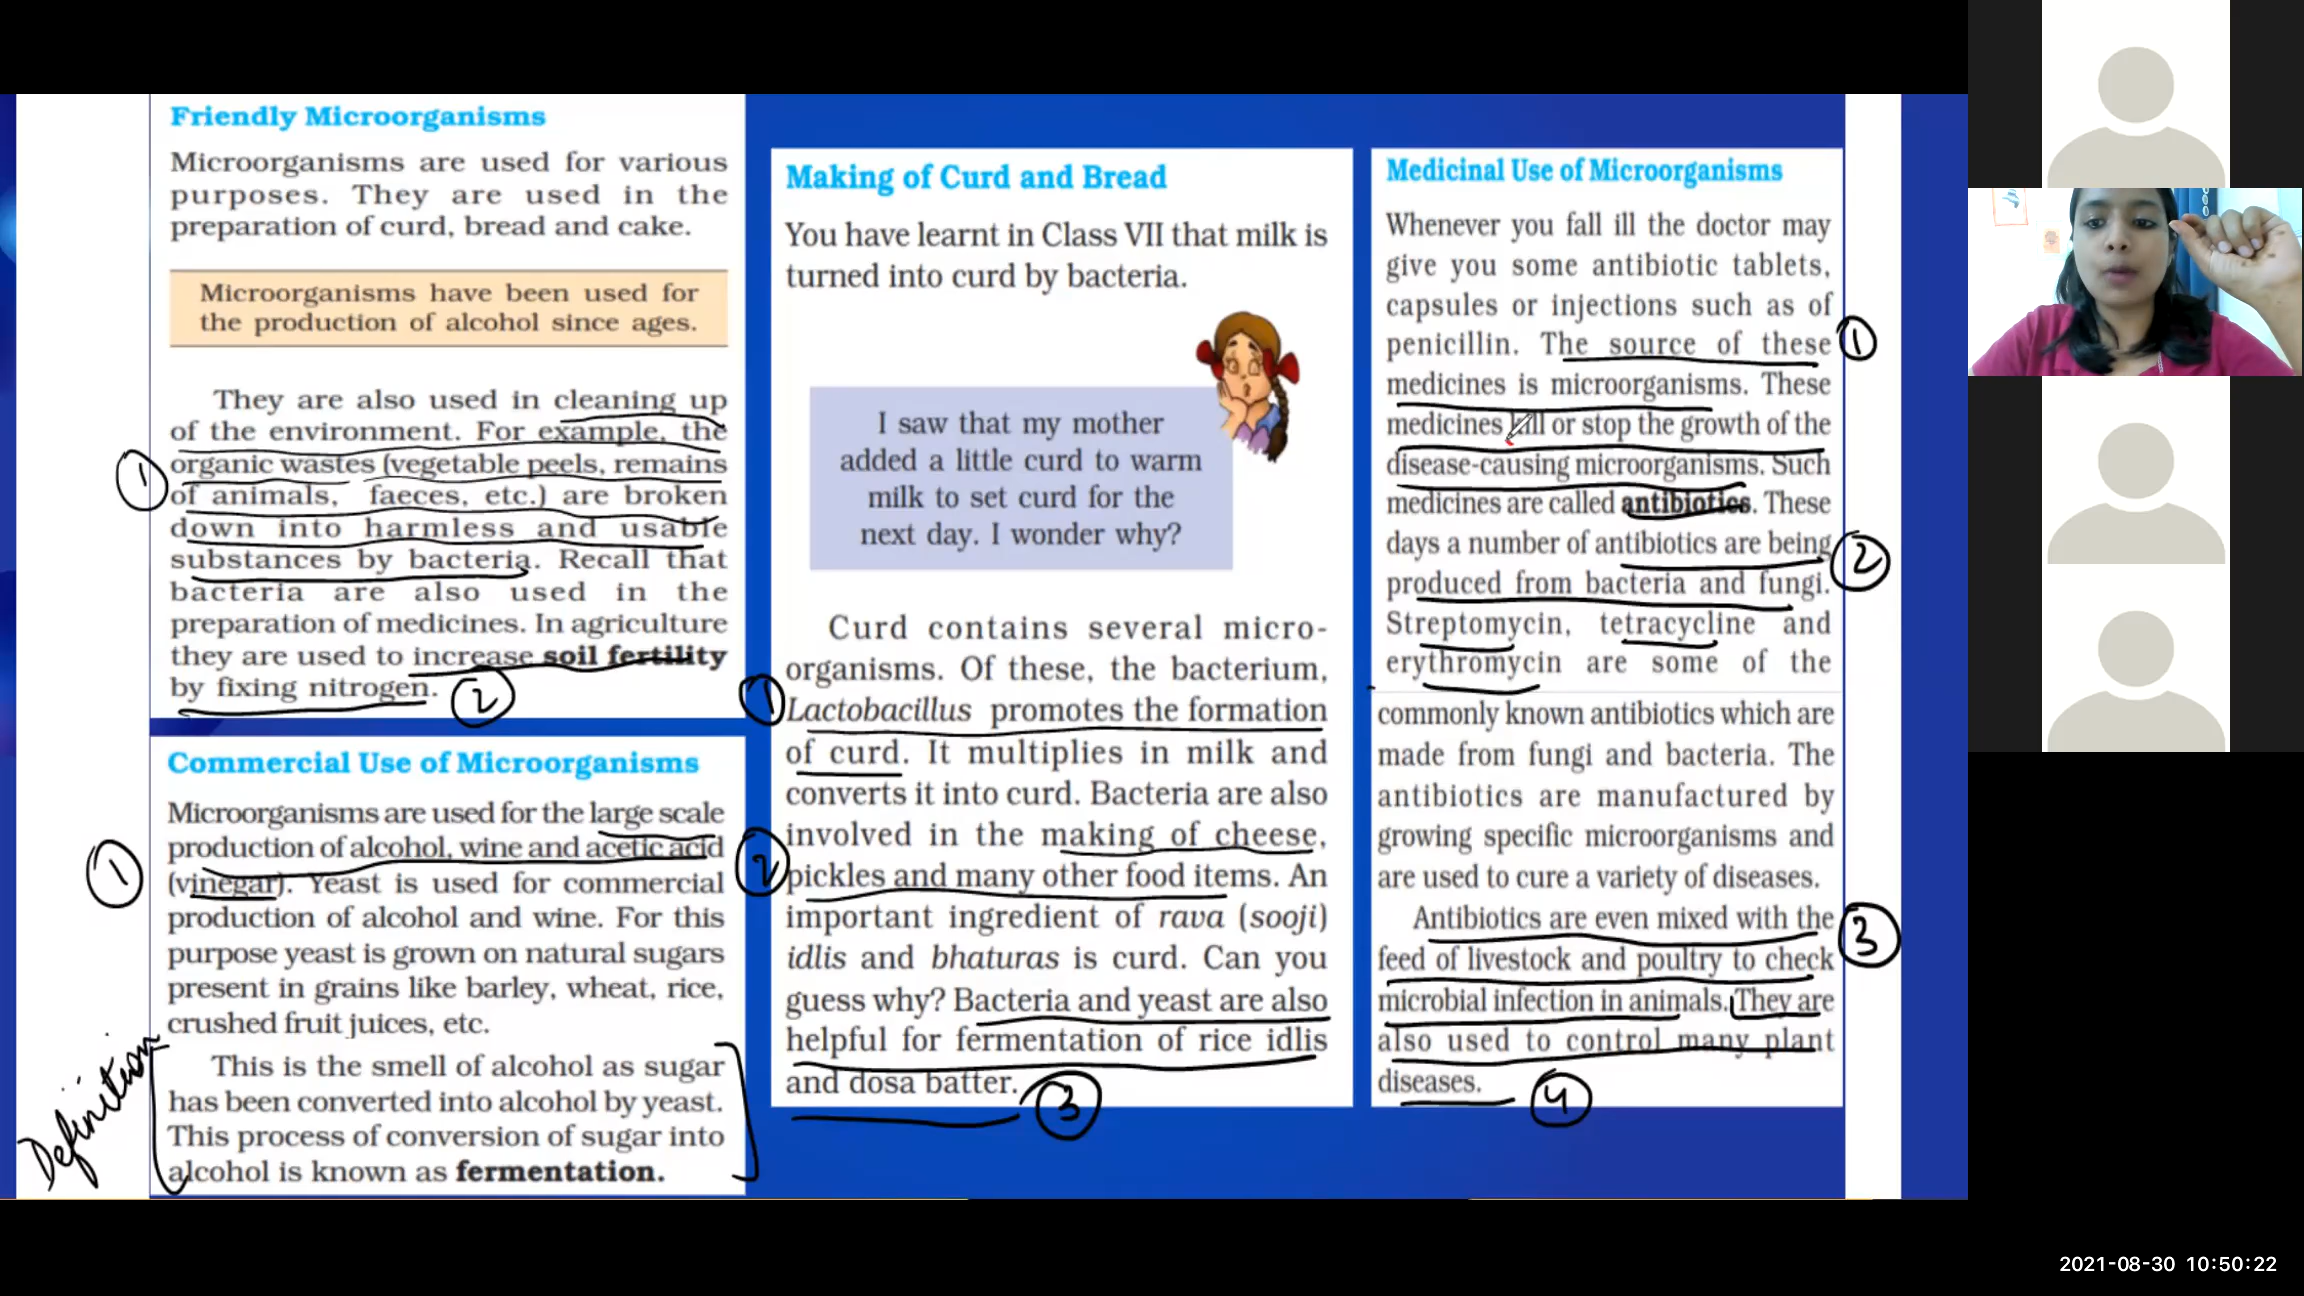 Friendly Microorganisms
Microorganisms are used for various
purposes. They are used in the
preparation of curd, bread and cake.
Microorganisms have been used for
the production of alcohol since ages.
They are also used in cleaning up
of the environment. For example, the
organic wastes (vegetable peels, remains
1
of animals, faeces, etc.) are broken
down into harmless and usable
substances by bacteria. Recall that
bacteria are also used in the
preparation of medicines. In agriculture
they are used to increase soil fertility
by fixing nitrogen.
2
Commercial Use of Microorganisms
Microorganisms are used for the large scale
production of alcohol, wine and acetic acid
1
(vinegar). Yeast is used for commercial
production of alcohol and wine. For this
purpose yeast is grown on natural sugars
present in grains like barley, wheat, rice,
crushed fruit juices, etc.
Definition
This is the smell of alcohol as sugar
has been converted into alcohol by yeast.
This process of conversion of sugar into
alcohol is known as fermentation.
Making of Curd and Bread
You have learnt in Class VII that milk is
turned into curd by bacteria.
I saw that my mother
added a little curd to warm
milk to set curd for the
next day. I wonder why?
Curd contains several micro-
organisms. Of these, the bacterium,
1
Lactobacillus promotes the formation
of curd. It multiplies in milk and
converts it into curd. Bacteria are also
involved in the making of cheese,
2
pickles and many other food items. An
important ingredient of rava (sooji)
idlis and bhaturas is curd. Can you
guess why? Bacteria and yeast are also
helpful for fermentation of rice idlis
and dosa batter.
3
Medicinal Use of Microorganisms
Whenever you fall ill the doctor may
give you some antibiotic tablets,
capsules or injections such as of
penicillin. The source of these
1
medicines is microorganisms. These
medicines kill or stop the growth of the
disease-causing microorganisms. Such
medicines are called antibiotics. These
days a number of antibiotics are being
2
produced from bacteria and fungi.
Streptomycin, tetracycline and
erythromycin are some of the
commonly known antibiotics which are
made from fungi and bacteria. The
antibiotics are manufactured by
growing specific microorganisms and
are used to cure a variety of diseases.
Antibiotics are even mixed with the
3
feed of livestock and poultry to check
microbial infection in animals. They are
also used to control many plant
diseases.
4
2021-08-30 10:50:22